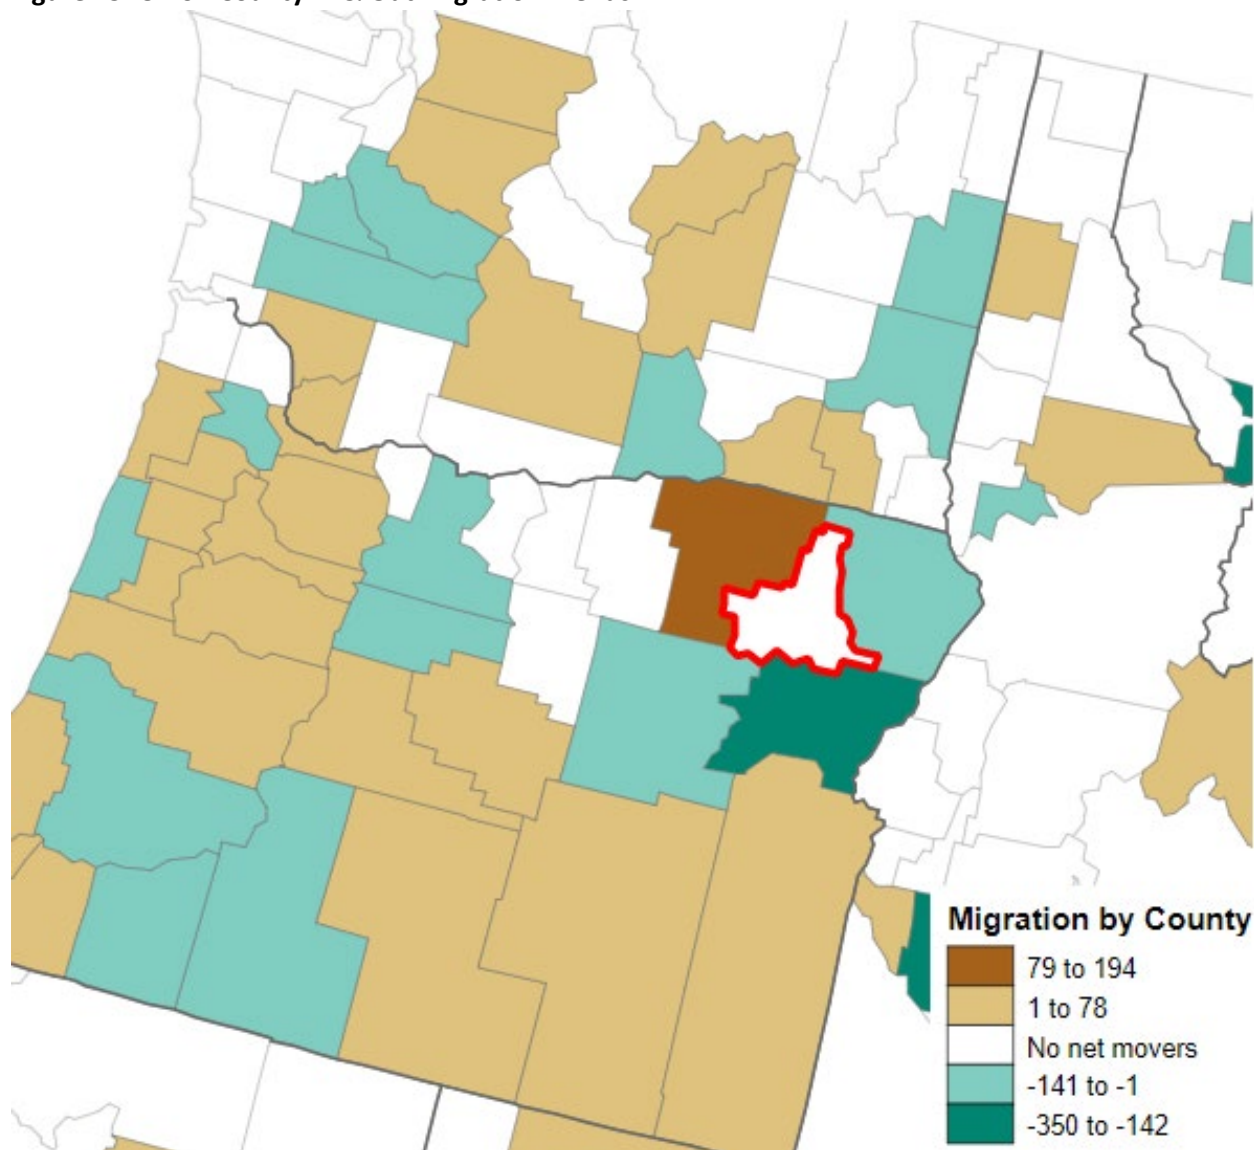 Migration by County
79 to 194
1 to 78
No net movers
-141 to -1
-350 to -142